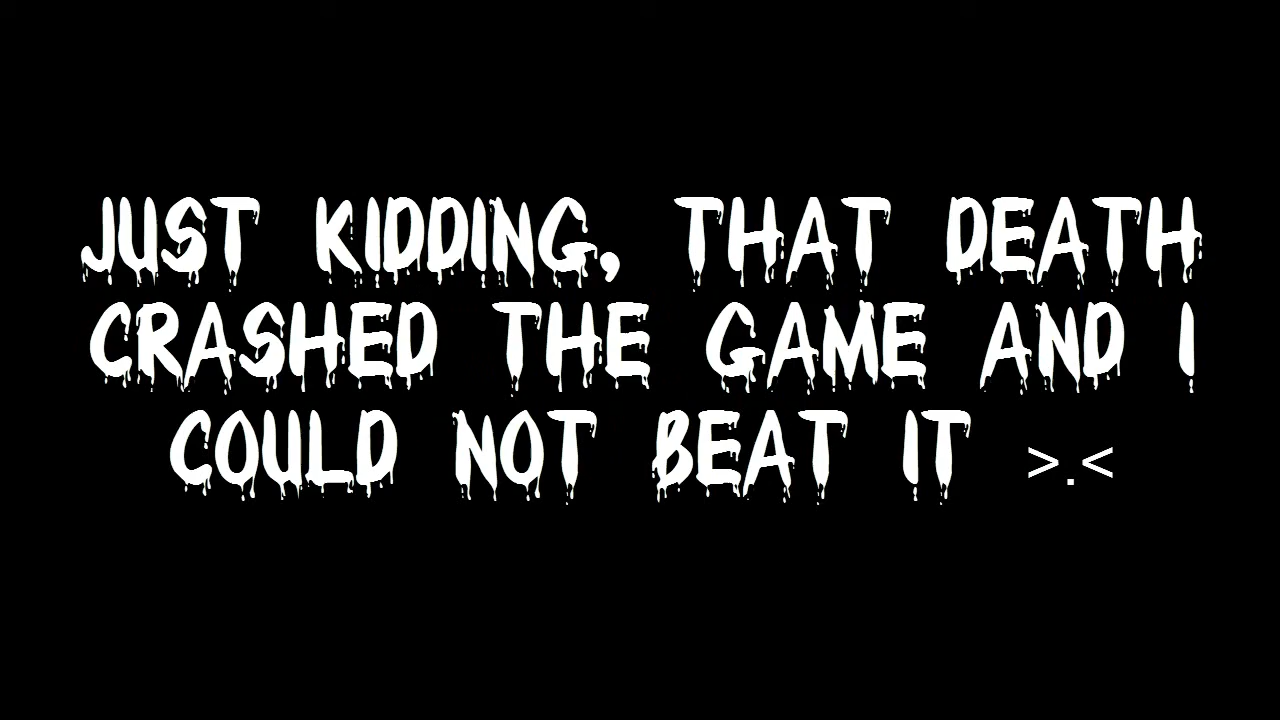 JUST KIDDING, THAT DEATH
CRASHED THE GAME AND I
COULD NOT BEAT IT >.<